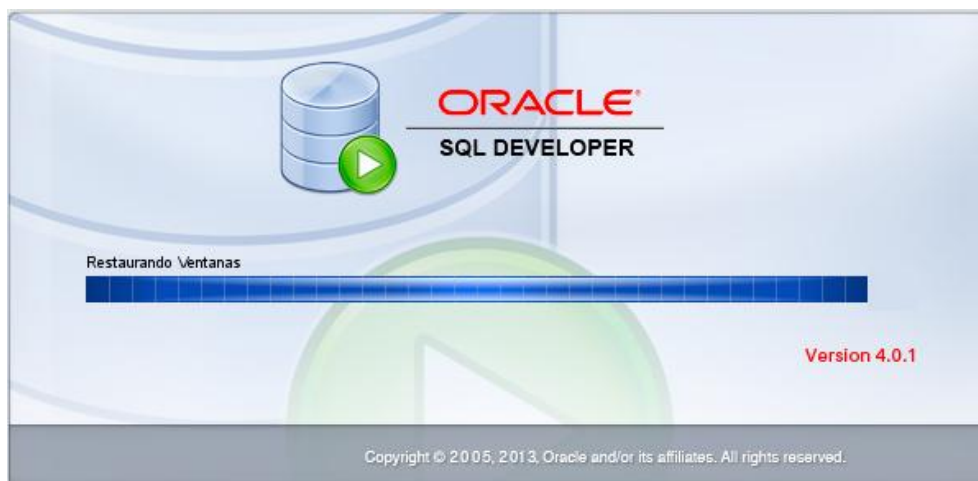 ORACLE®
SQL DEVELOPER
Restaurando Ventanas
Version 4.0.1
Copyright © 2005, 2013, Oracle and/or its affiliates. All rights reserved.